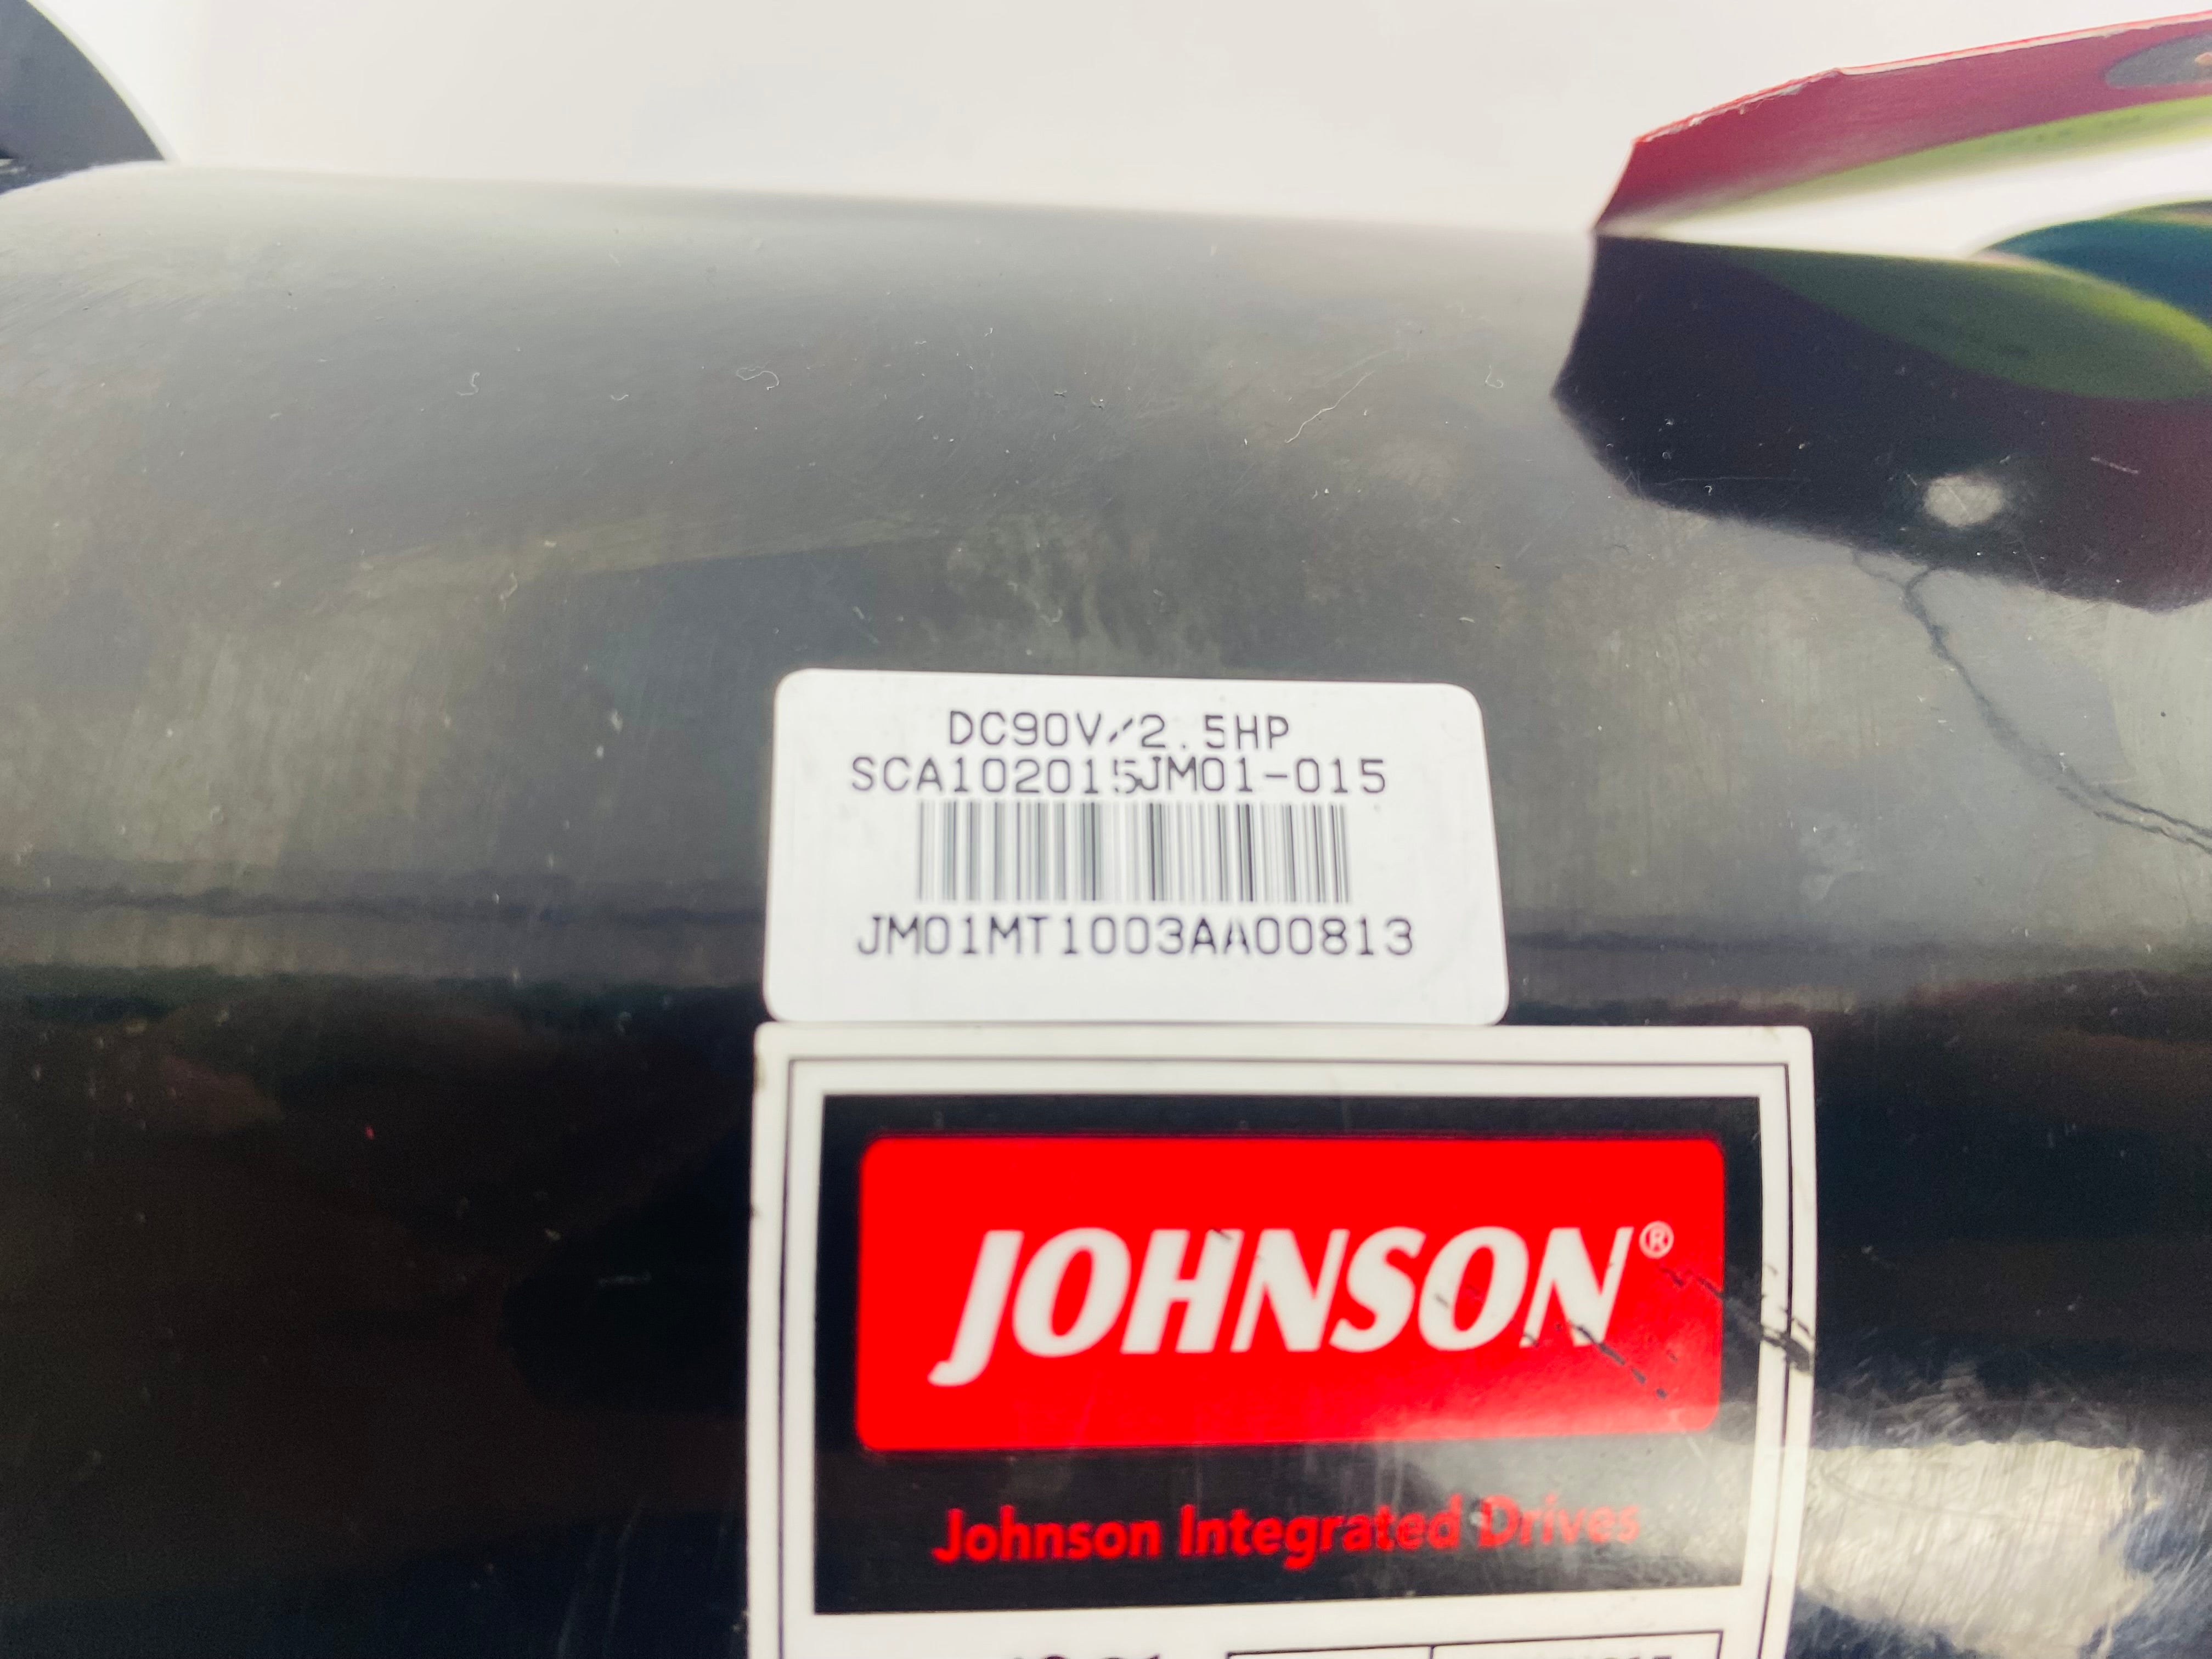 DC90V/2.5HP
SCA102015JM01-015
JM01MT1003AA00813
JOHNSON®
Johnson Integrated Drives